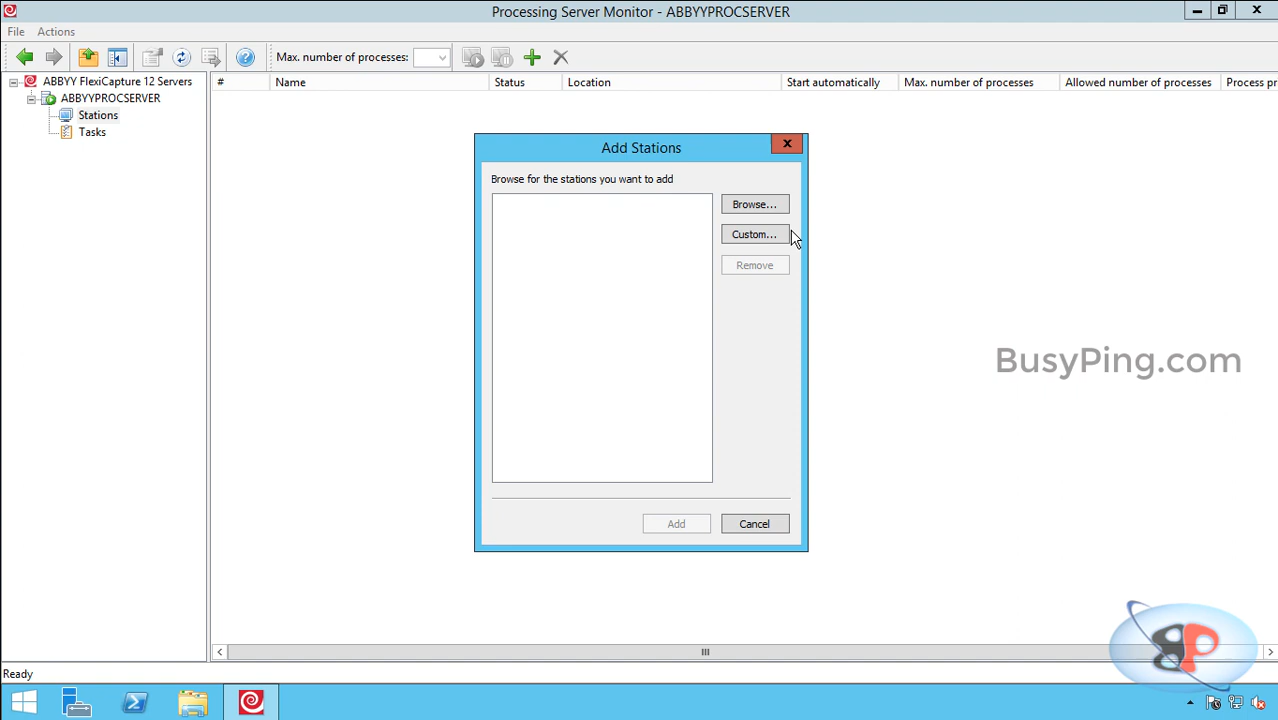 Processing Server Monitor - ABBYYPROCSERVER
File Actions
Max. number of processes:
ABBYY FlexiCapture 12 Servers
ABBYYPROCSERVER
Stations
Tasks
# Name Status Location Start automatically Max. number of processes Allowed number of processes Process pr
Add Stations
Browse for the stations you want to add
Browse...
Custom...
Remove
Add Cancel
BusyPing.com
Ready